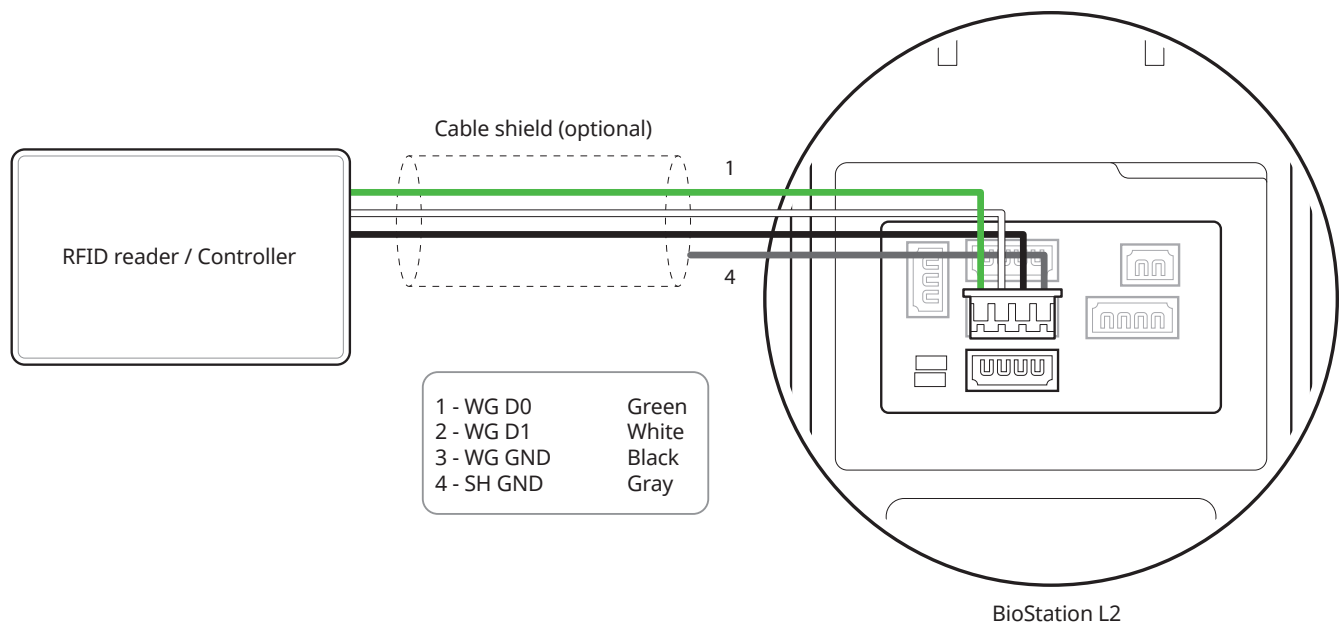 Cable shield (optional)
1
RFID reader / Controller
4
1 - WG D0 Green
2 - WG D1 White
3 - WG GND Black
4 - SH GND Gray
BioStation L2